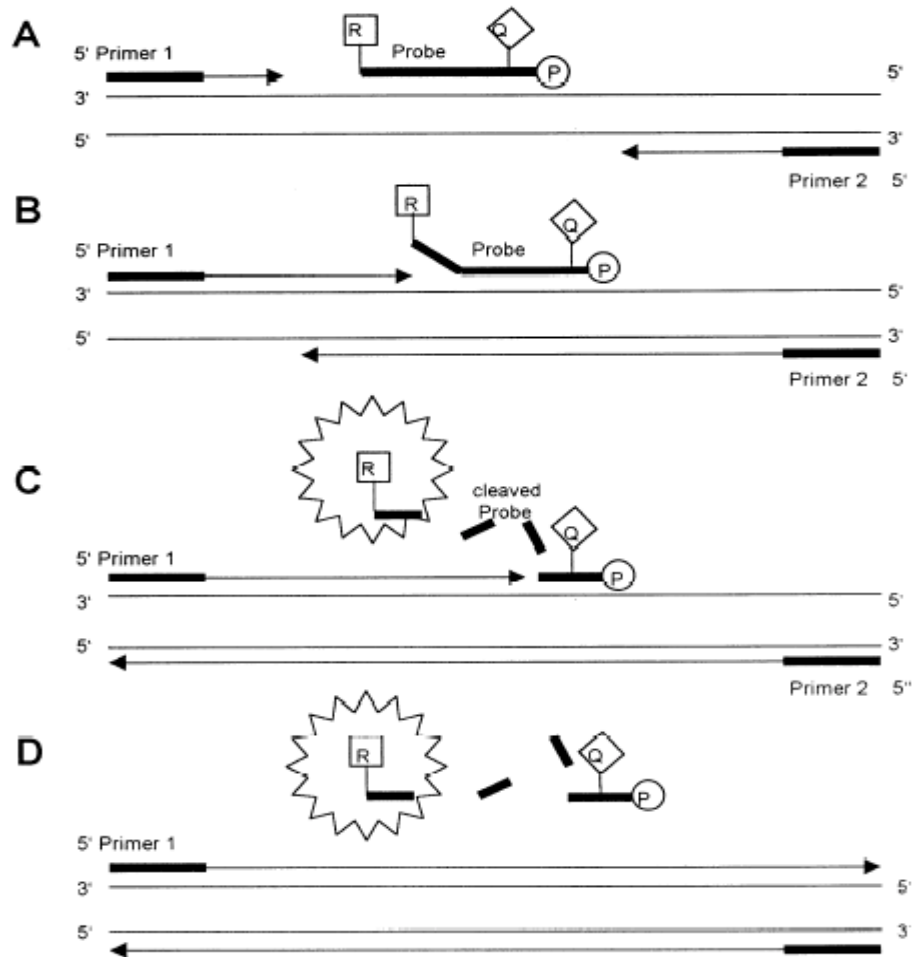 A
R
Q
Probe
P
5' Primer 1
5'
3'
5'
3'
Primer 2 5'
B
R
Q
Probe
P
5' Primer 1
3'
5'
5'
3'
Primer 2 5'
C
R
cleaved
Probe
Q
P
5' Primer 1
3'
5'
5'
3'
Primer 2 5''
D
R
Q
P
5' Primer 1
3'
5'
5'
3'